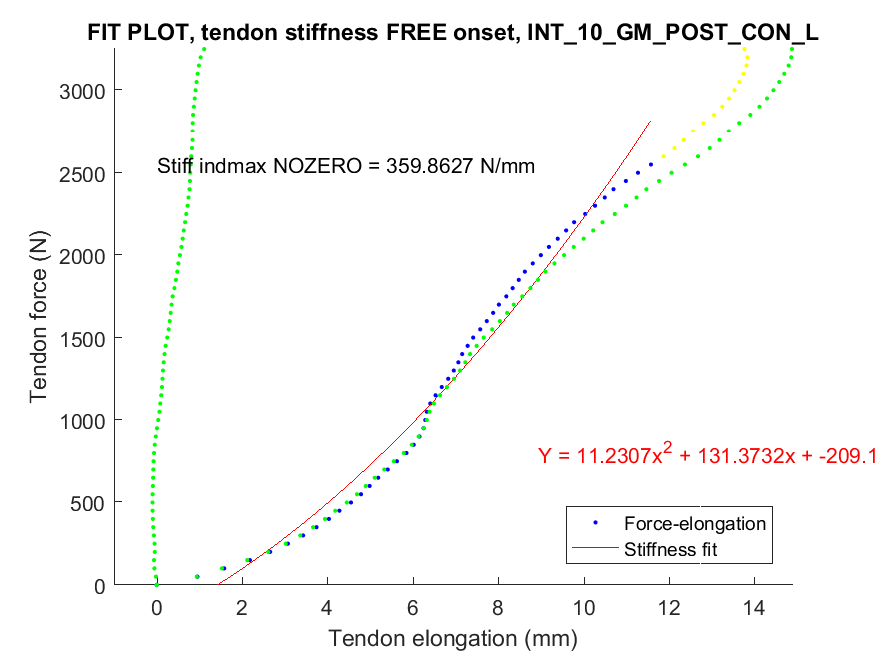 FIT PLOT, tendon stiffness FREE onset, INT_10_GM_POST_CON_L
3000
Stiff indmax NOZERO = 359.8627 N/mm
2500
Tendon force (N)
2000
1500
1000
Y = 11.2307x² + 131.3732x + -209.1
500
Force-elongation
Stiffness fit
0
0 2 4 6 8 10 12 14
Tendon elongation (mm)